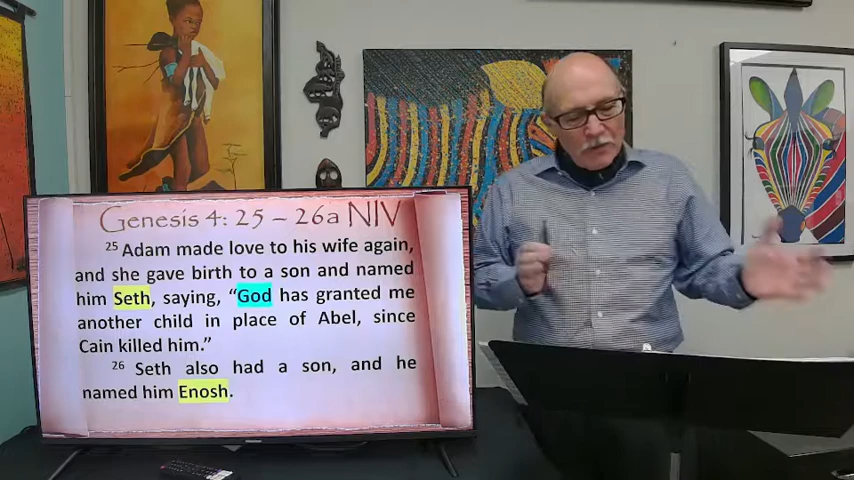 Genesis 4: 25 – 26a NIV
25 Adam made love to his wife again,
and she gave birth to a son and named
him Seth, saying, “God has granted me
another child in place of Abel, since
Cain killed him.”
26 Seth also had a son, and he
named him Enosh.